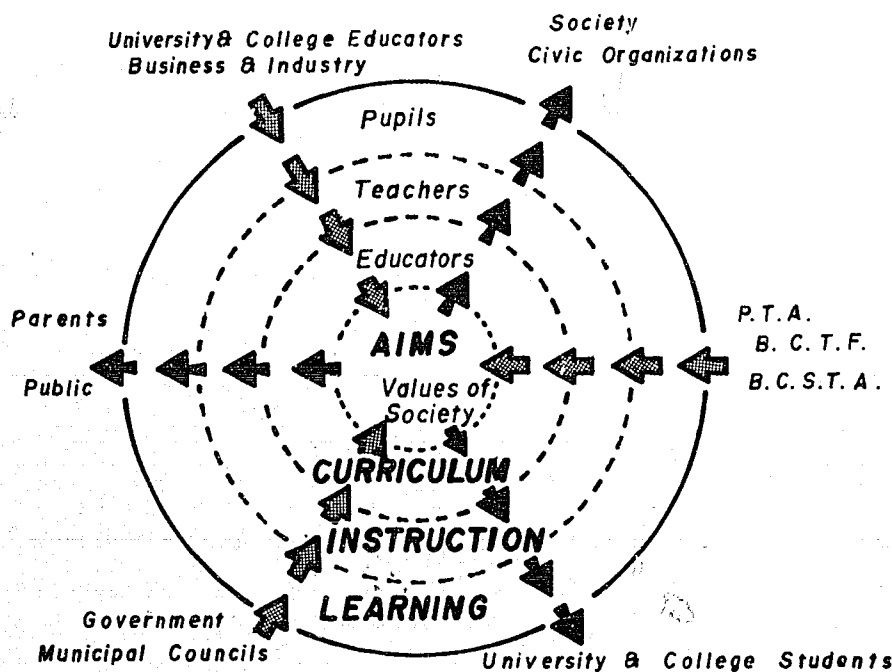 University & College Educators
Business & Industry
Society
Civic Organizations
Pupils
Teachers
Educators
AIMS
Values of
Society
Parents
Public
P.T.A.
B.C.T.F.
B.C.S.T.A.
CURRICULUM
INSTRUCTION
LEARNING
Government
Municipal Councils
University & College Students